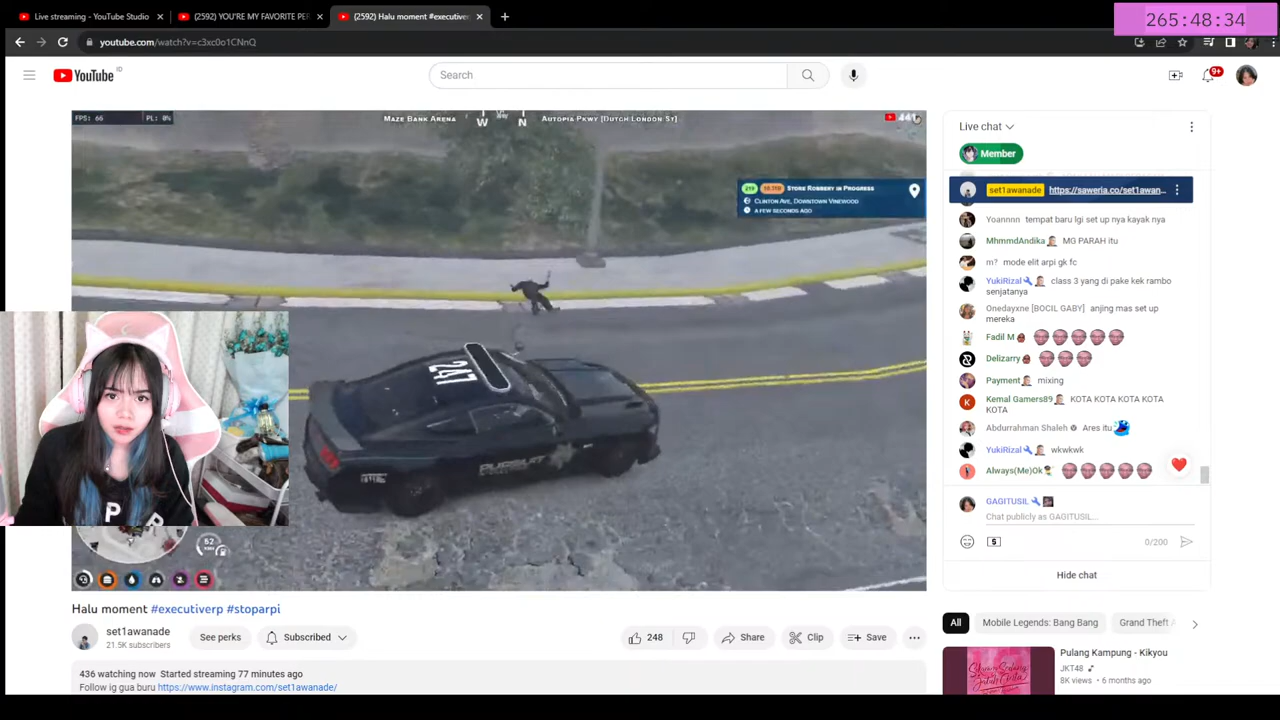 Live streaming - YouTube Studio
(2592) YOU'RE MY FAVORITE PE
(2592) Halu moment #executive
265:48:34
youtube.com/watch?v=c3xc0o1CNnQ
YouTube ID
Search
9+
FPS: 66 PL: 0%
Maze Bank Arena W N Autopia Pkwy [Dutch London St]
441
219 Store Robbery in Progress
Clinton Ave, Downtown Vinewood
A few seconds ago
247
PURSUIT
52
P
Live chat
Member
set1awanade https://saweria.co/set1awan...
Yoannnn tempat baru lgi set up nya kayak nya
MhmmdAndika MG PARAH itu
m? mode elit arpi gk fc
YukiRizal class 3 yang di pake kek rambo
senjatanya
Onedayxne [BOCIL GABY] anjing mas set up
mereka
Fadil M
Delizarry
Payment mixing
Kemal Gamers89 KOTA KOTA KOTA KOTA
KOTA
Abdurrahman Shaleh Ares itu
YukiRizal wkwkwk
Always(Me)Ok
GAGITUSIL
Chat publicly as GAGITUSIL...
0/200
Hide chat
Halu moment #executiverp #stoparpi
set1awanade
21.5K subscribers
See perks
Subscribed
248
Share
Clip
Save
436 watching now Started streaming 77 minutes ago
Follow ig gua buru https://www.instagram.com/set1awanade/
All
Mobile Legends: Bang Bang
Grand Theft A
Pulang Kampung - Kikyou
JKT48
8K views • 6 months ago